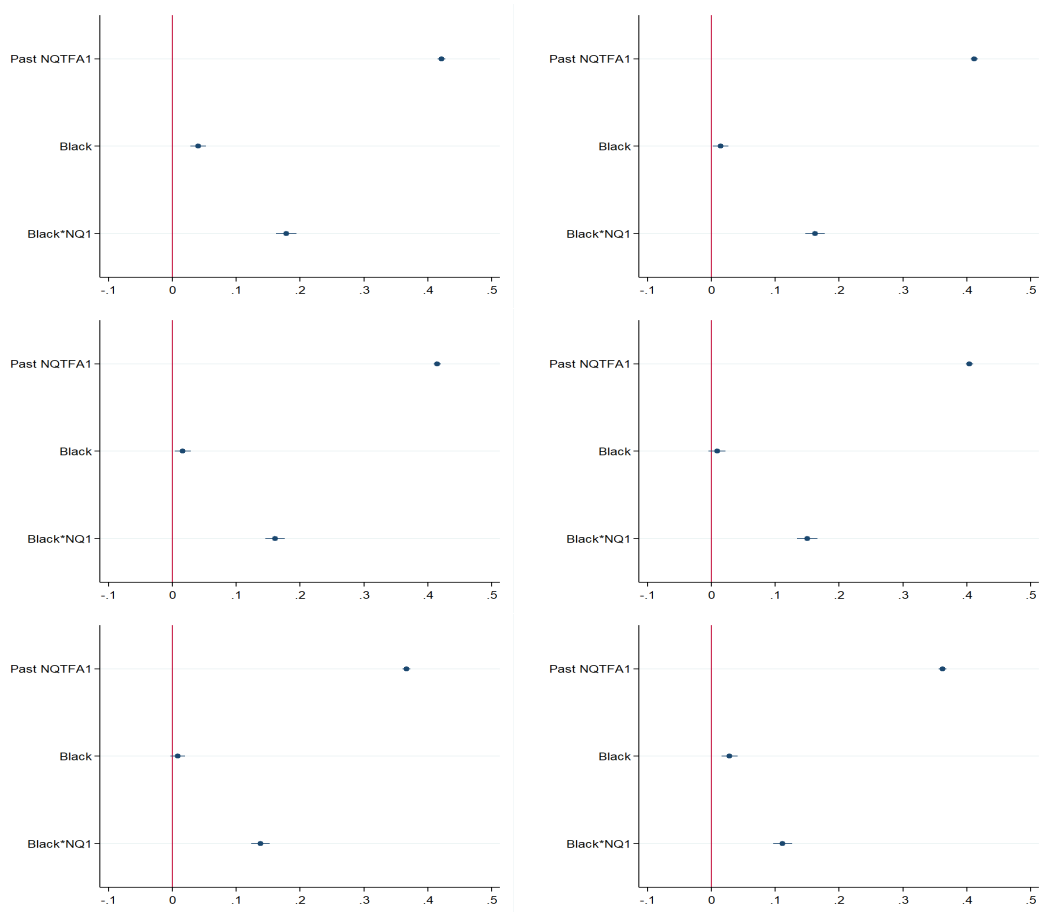 Past NQTFA1
Black
Black*NQ1
-.1 0 .1 .2 .3 .4 .5
Past NQTFA1
Black
Black*NQ1
-.1 0 .1 .2 .3 .4 .5
Past NQTFA1
Black
Black*NQ1
-.1 0 .1 .2 .3 .4 .5
Past NQTFA1
Black
Black*NQ1
-.1 0 .1 .2 .3 .4 .5
Past NQTFA1
Black
Black*NQ1
-.1 0 .1 .2 .3 .4 .5
Past NQTFA1
Black
Black*NQ1
-.1 0 .1 .2 .3 .4 .5